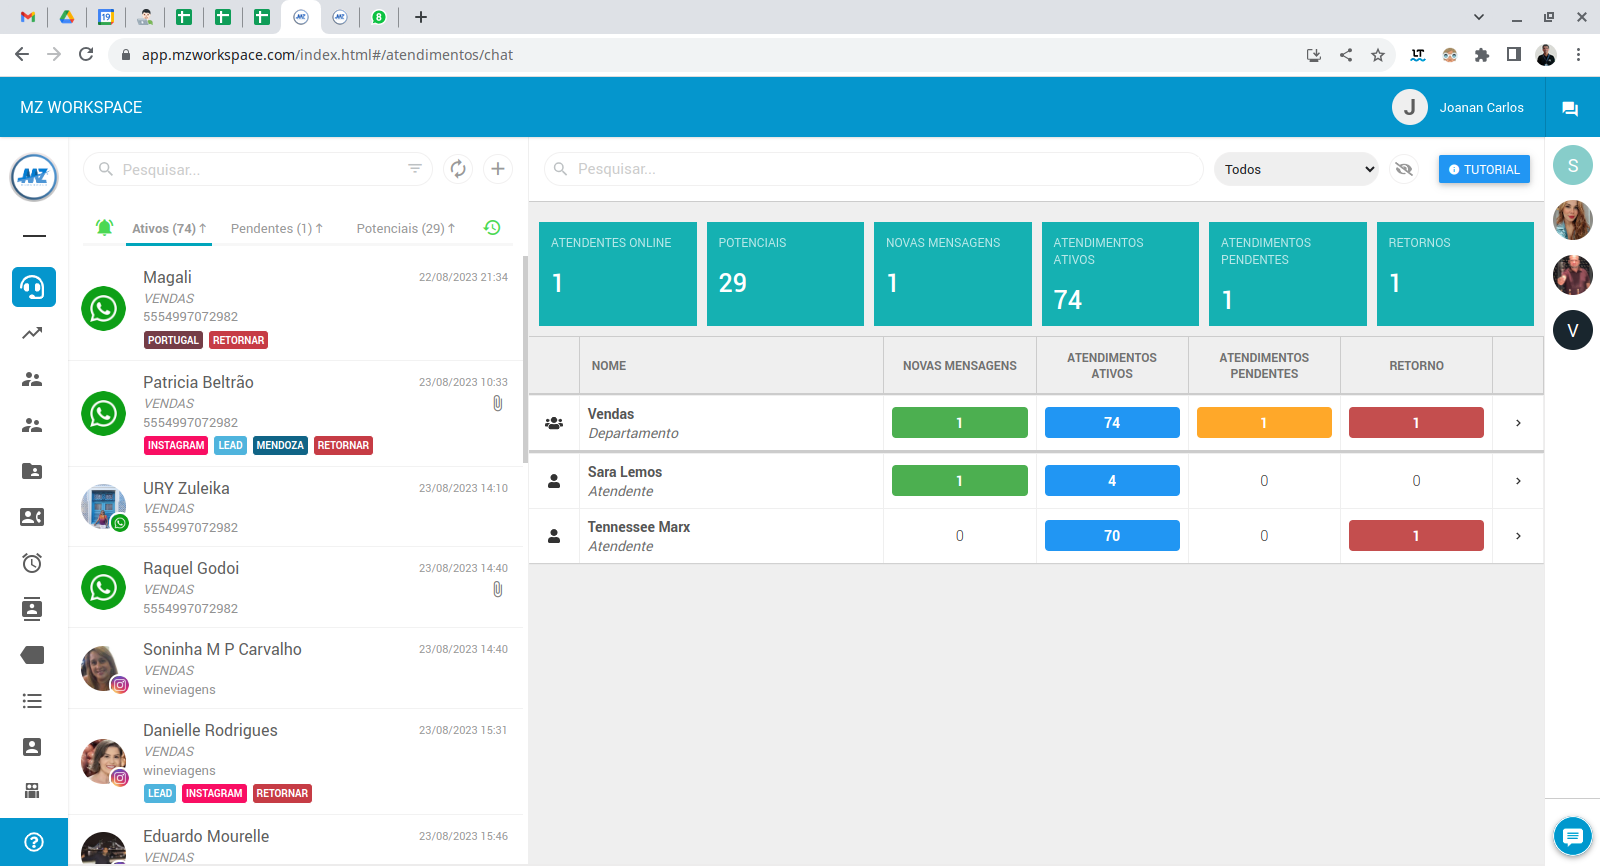 19
MZ
MZ
8
app.mzworkspace.com/index.html#/atendimentos/chat
LT
MZ WORKSPACE
J
Joanan Carlos
MZ
Pesquisar...
Ativos (74)
Pendentes (1)
Potenciais (29)
Magali
22/08/2023 21:34
VENDAS
5554997072982
PORTUGAL RETORNAR
Patricia Beltrão
23/08/2023 10:33
VENDAS
5554997072982
INSTAGRAM LEAD MENDOZA RETORNAR
URY Zuleika
23/08/2023 14:10
VENDAS
5554997072982
Raquel Godoi
23/08/2023 14:40
VENDAS
5554997072982
Soninha M P Carvalho
23/08/2023 14:40
VENDAS
wineviagens
Danielle Rodrigues
23/08/2023 15:31
VENDAS
wineviagens
LEAD INSTAGRAM RETORNAR
Eduardo Mourelle
23/08/2023 15:46
VENDAS
Pesquisar...
Todos
TUTORIAL
ATENDENTES ONLINE
1
POTENCIAIS
29
NOVAS MENSAGENS
1
ATENDIMENTOS
ATIVOS
74
ATENDIMENTOS
PENDENTES
1
RETORNOS
1
NOME
NOVAS MENSAGENS
ATENDIMENTOS
ATIVOS
ATENDIMENTOS
PENDENTES
RETORNO
Vendas
Departamento
1
74
1
1
Sara Lemos
Atendente
1
4
0
0
Tennessee Marx
Atendente
0
70
0
1
S
V